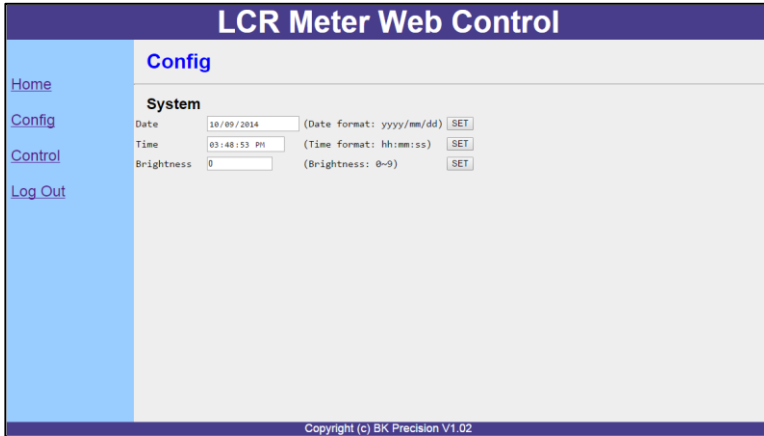 LCR Meter Web Control
Home
Config
Control
Log Out
Config
System
Date 10/09/2014 (Date format: yyyy/mm/dd) SET
Time 03:48:53 PM (Time format: hh:mm:ss) SET
Brightness 0 (Brightness: 0~9) SET
Copyright (c) BK Precision V1.02